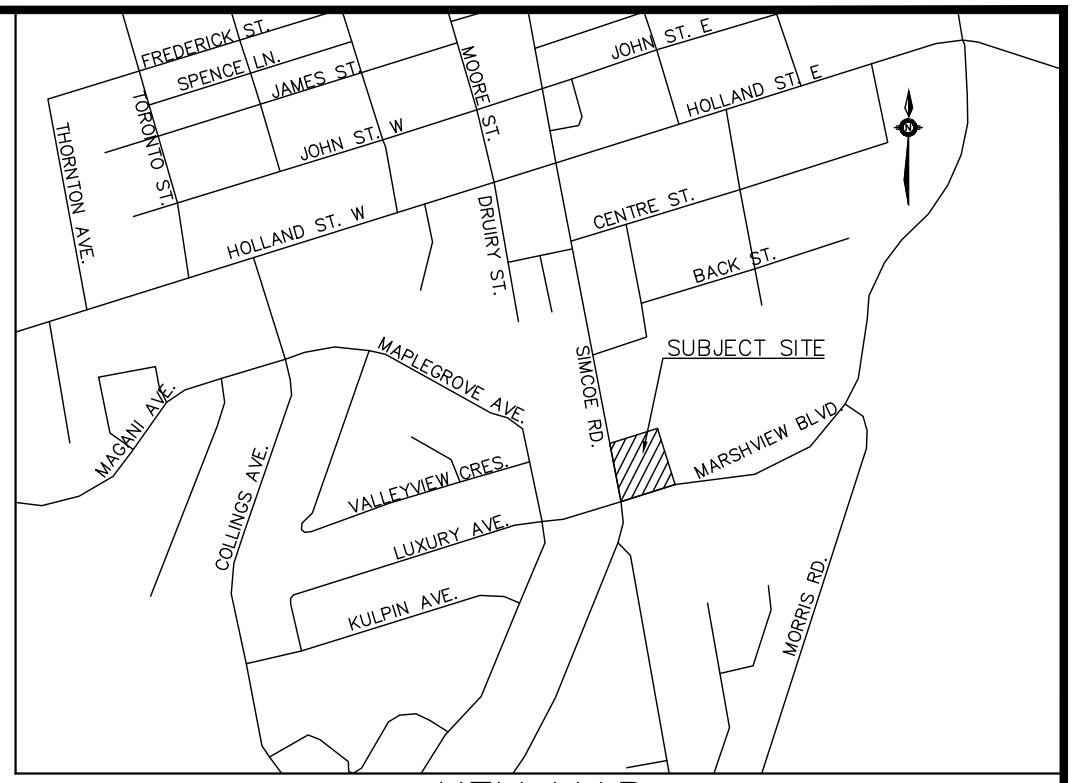 FREDERICK ST.
SPENCE LN.
JAMES ST.
JOHN ST. W
HOLLAND ST. W
THORNTON AVE.
TORONTO ST.
MOORE ST.
JOHN ST. E
HOLLAND ST. E
N
DRUIRY ST.
CENTRE ST.
BACK ST.
SIMCOE RD.
SUBJECT SITE
MAPLEGROVE AVE.
MAGANI AVE.
COLLINGS AVE.
VALLEYVIEW CRES.
LUXURY AVE.
KULPIN AVE.
MARSHVIEW BLVD.
MORRIS RD.